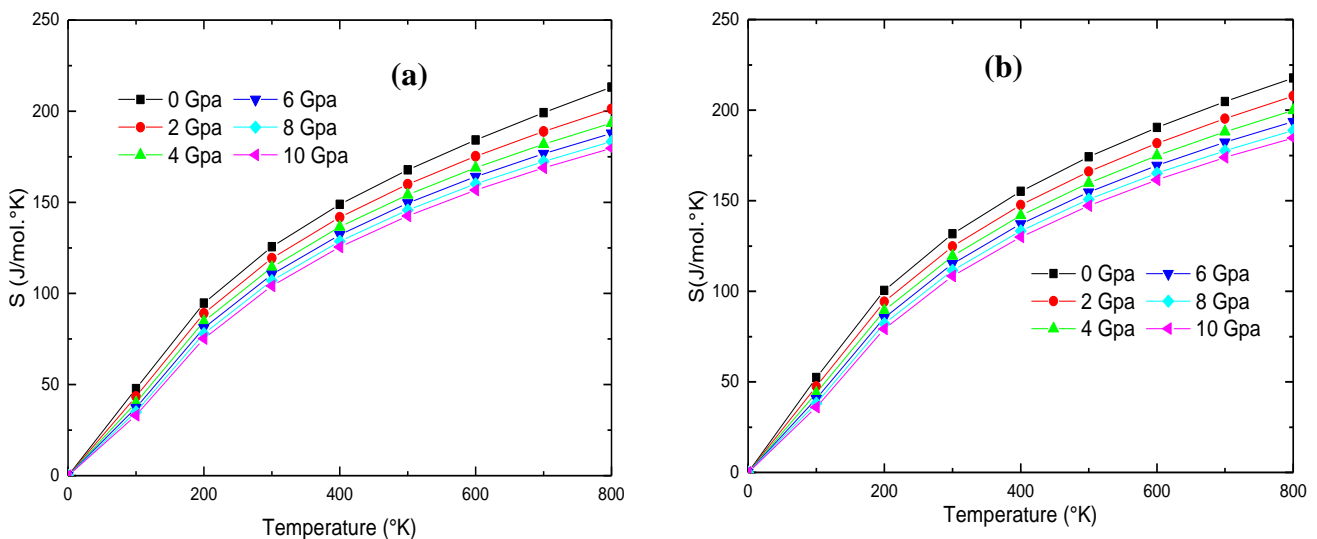 (a)
0 Gpa 6 Gpa
2 Gpa 8 Gpa
4 Gpa 10 Gpa
250
200
150
100
50
0
S (J/mol.°K)
0 200 400 600 800
Temperature (°K)
(b)
0 Gpa 6 Gpa
2 Gpa 8 Gpa
4 Gpa 10 Gpa
250
200
150
100
50
0
S(J/mol.°K)
0 200 400 600 800
Temperature (°K)